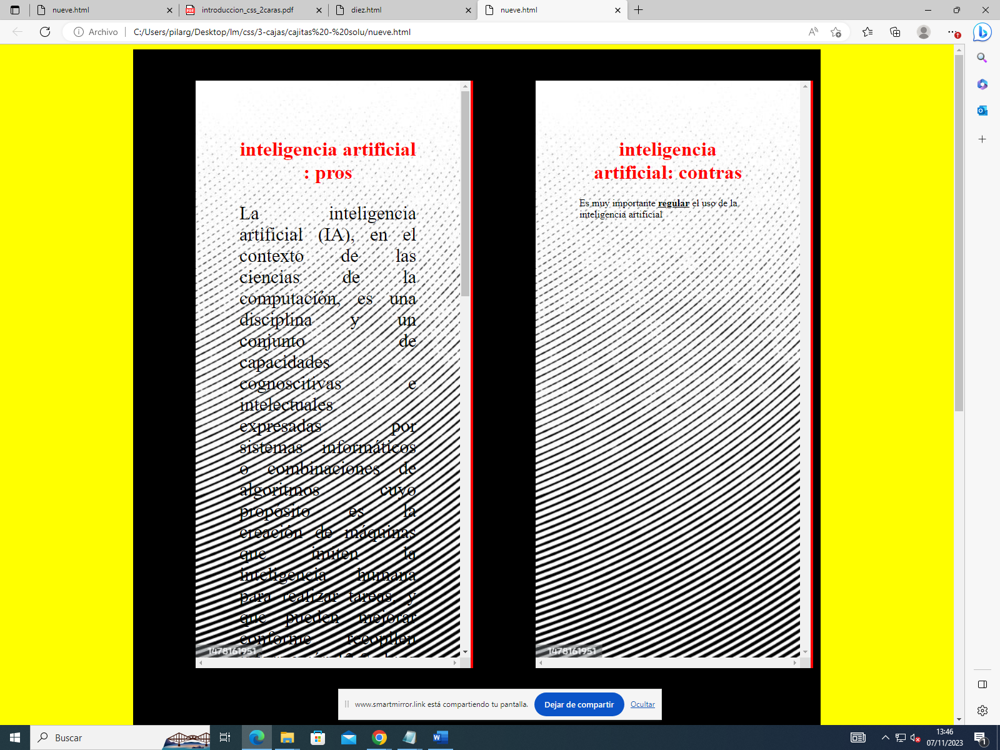 nueve.html
introduccion_css_2caras.pdf
diez.html
nueve.html
Archivo
C:/Users/pilarg/Desktop/lm/css/3-cajas/cajitas%20-%20solu/nueve.html
inteligencia artificial
: pros
La inteligencia
artificial (IA), en el
contexto de las
ciencias de la
computación, es una
disciplina y un
conjunto de
capacidades
cognoscitivas e
intelectuales
expresadas por
sistemas informáticos
o combinaciones de
algoritmos cuyo
propósito es la
creación de máquinas
que imiten la
inteligencia humana
para realizar tareas, y
que pueden mejorar
conforme recopilen
1478161951
inteligencia
artificial: contras
Es muy importante regular el uso de la
inteligencia artificial
1478161951
www.smartmirror.link está compartiendo tu pantalla.
Dejar de compartir
Ocultar
Buscar
13:46
07/11/2023
1